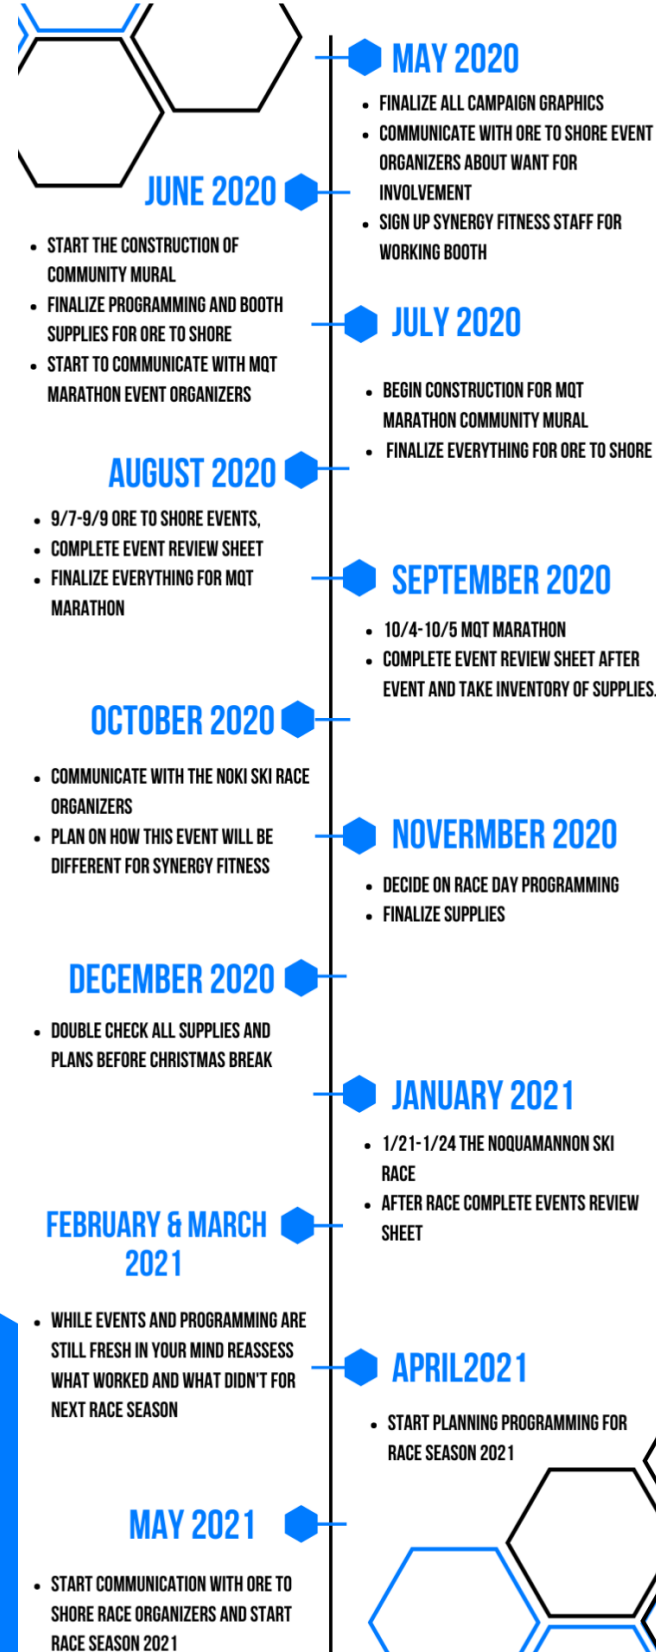 MAY 2020
FINALIZE ALL CAMPAIGN GRAPHICS
COMMUNICATE WITH ORE TO SHORE EVENT
ORGANIZERS ABOUT WANT FOR
INVOLVEMENT
SIGN UP SYNERGY FITNESS STAFF FOR
WORKING BOOTH
JUNE 2020
START THE CONSTRUCTION OF
COMMUNITY MURAL
FINALIZE PROGRAMMING AND BOOTH
SUPPLIES FOR ORE TO SHORE
START TO COMMUNICATE WITH MQT
MARATHON EVENT ORGANIZERS
JULY 2020
BEGIN CONSTRUCTION FOR MQT
MARATHON COMMUNITY MURAL
FINALIZE EVERYTHING FOR ORE TO SHORE
AUGUST 2020
9/7-9/9 ORE TO SHORE EVENTS,
COMPLETE EVENT REVIEW SHEET
FINALIZE EVERYTHING FOR MQT
MARATHON
SEPTEMBER 2020
10/4-10/5 MQT MARATHON
COMPLETE EVENT REVIEW SHEET AFTER
EVENT AND TAKE INVENTORY OF SUPPLIES.
OCTOBER 2020
COMMUNICATE WITH THE NOKI SKI RACE
ORGANIZERS
PLAN ON HOW THIS EVENT WILL BE
DIFFERENT FOR SYNERGY FITNESS
NOVERMBER 2020
DECIDE ON RACE DAY PROGRAMMING
FINALIZE SUPPLIES
DECEMBER 2020
DOUBLE CHECK ALL SUPPLIES AND
PLANS BEFORE CHRISTMAS BREAK
JANUARY 2021
1/21-1/24 THE NOQUAMANNON SKI
RACE
AFTER RACE COMPLETE EVENTS REVIEW
SHEET
FEBRUARY & MARCH
2021
WHILE EVENTS AND PROGRAMMING ARE
STILL FRESH IN YOUR MIND REASSESS
WHAT WORKED AND WHAT DIDN'T FOR
NEXT RACE SEASON
APRIL2021
START PLANNING PROGRAMMING FOR
RACE SEASON 2021
MAY 2021
START COMMUNICATION WITH ORE TO
SHORE RACE ORGANIZERS AND START
RACE SEASON 2021